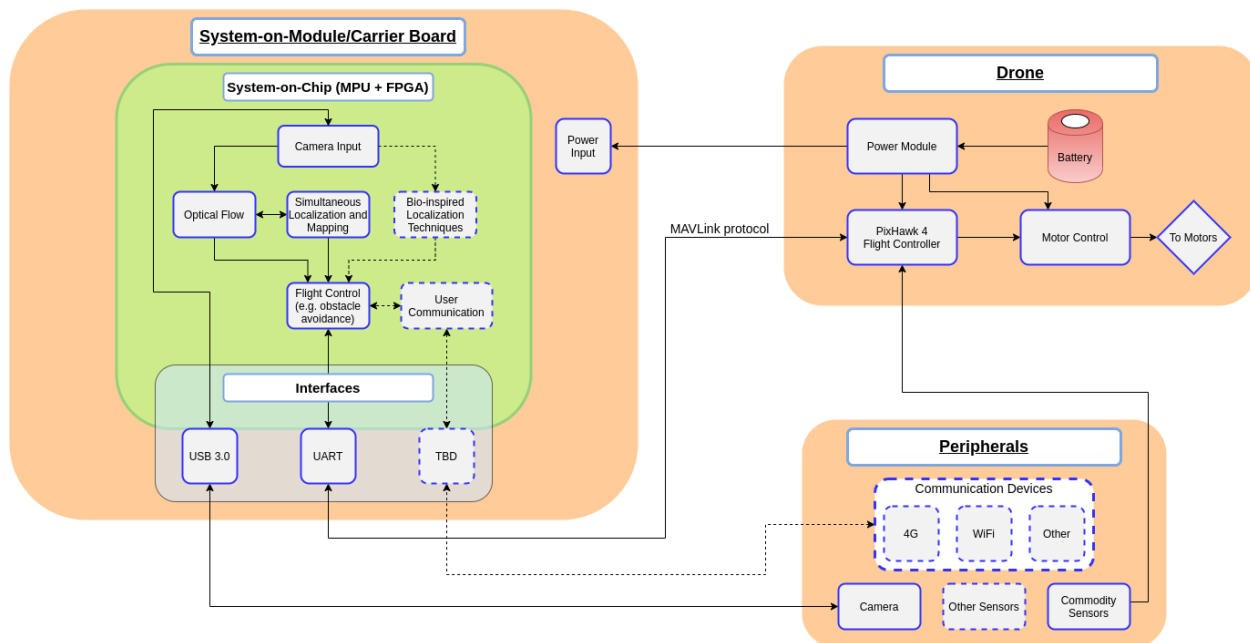 System-on-Module/Carrier Board
System-on-Chip (MPU + FPGA)
Camera Input
Optical Flow
Simultaneous
Localization and
Mapping
Bio-inspired
Localization
Techniques
Flight Control
(e.g. obstacle
avoidance)
User
Communication
Interfaces
USB 3.0
UART
TBD
Power
Input
MAVLink protocol
Drone
Power Module
Battery
PixHawk 4
Flight Controller
Motor Control
To Motors
Peripherals
Communication Devices
4G
WiFi
Other
Camera
Other Sensors
Commodity
Sensors